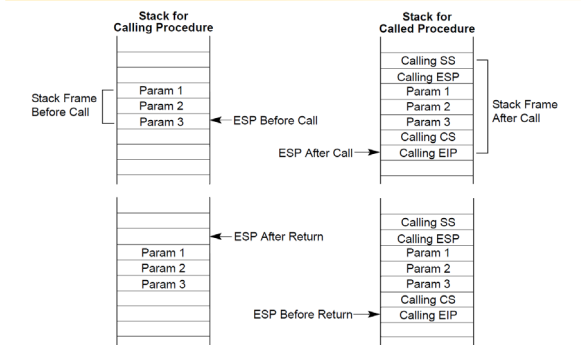 Stack for
Calling Procedure
Stack for
Called Procedure
Stack Frame
Before Call
Param 1
Param 2
Param 3
ESP Before Call
ESP After Call
Calling SS
Calling ESP
Param 1
Param 2
Param 3
Calling CS
Calling EIP
Stack Frame
After Call
ESP After Return
Param 1
Param 2
Param 3
ESP Before Return
Calling SS
Calling ESP
Param 1
Param 2
Param 3
Calling CS
Calling EIP